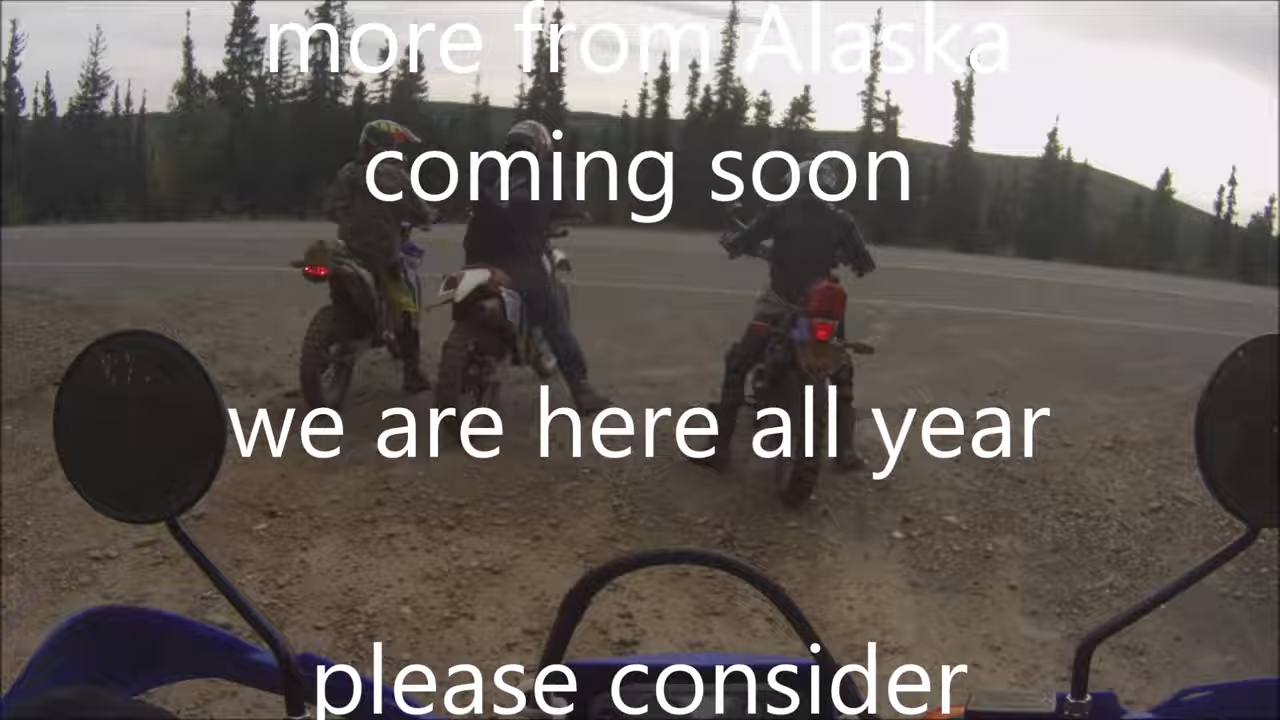 more from Alaska
coming soon
we are here all year
please consider